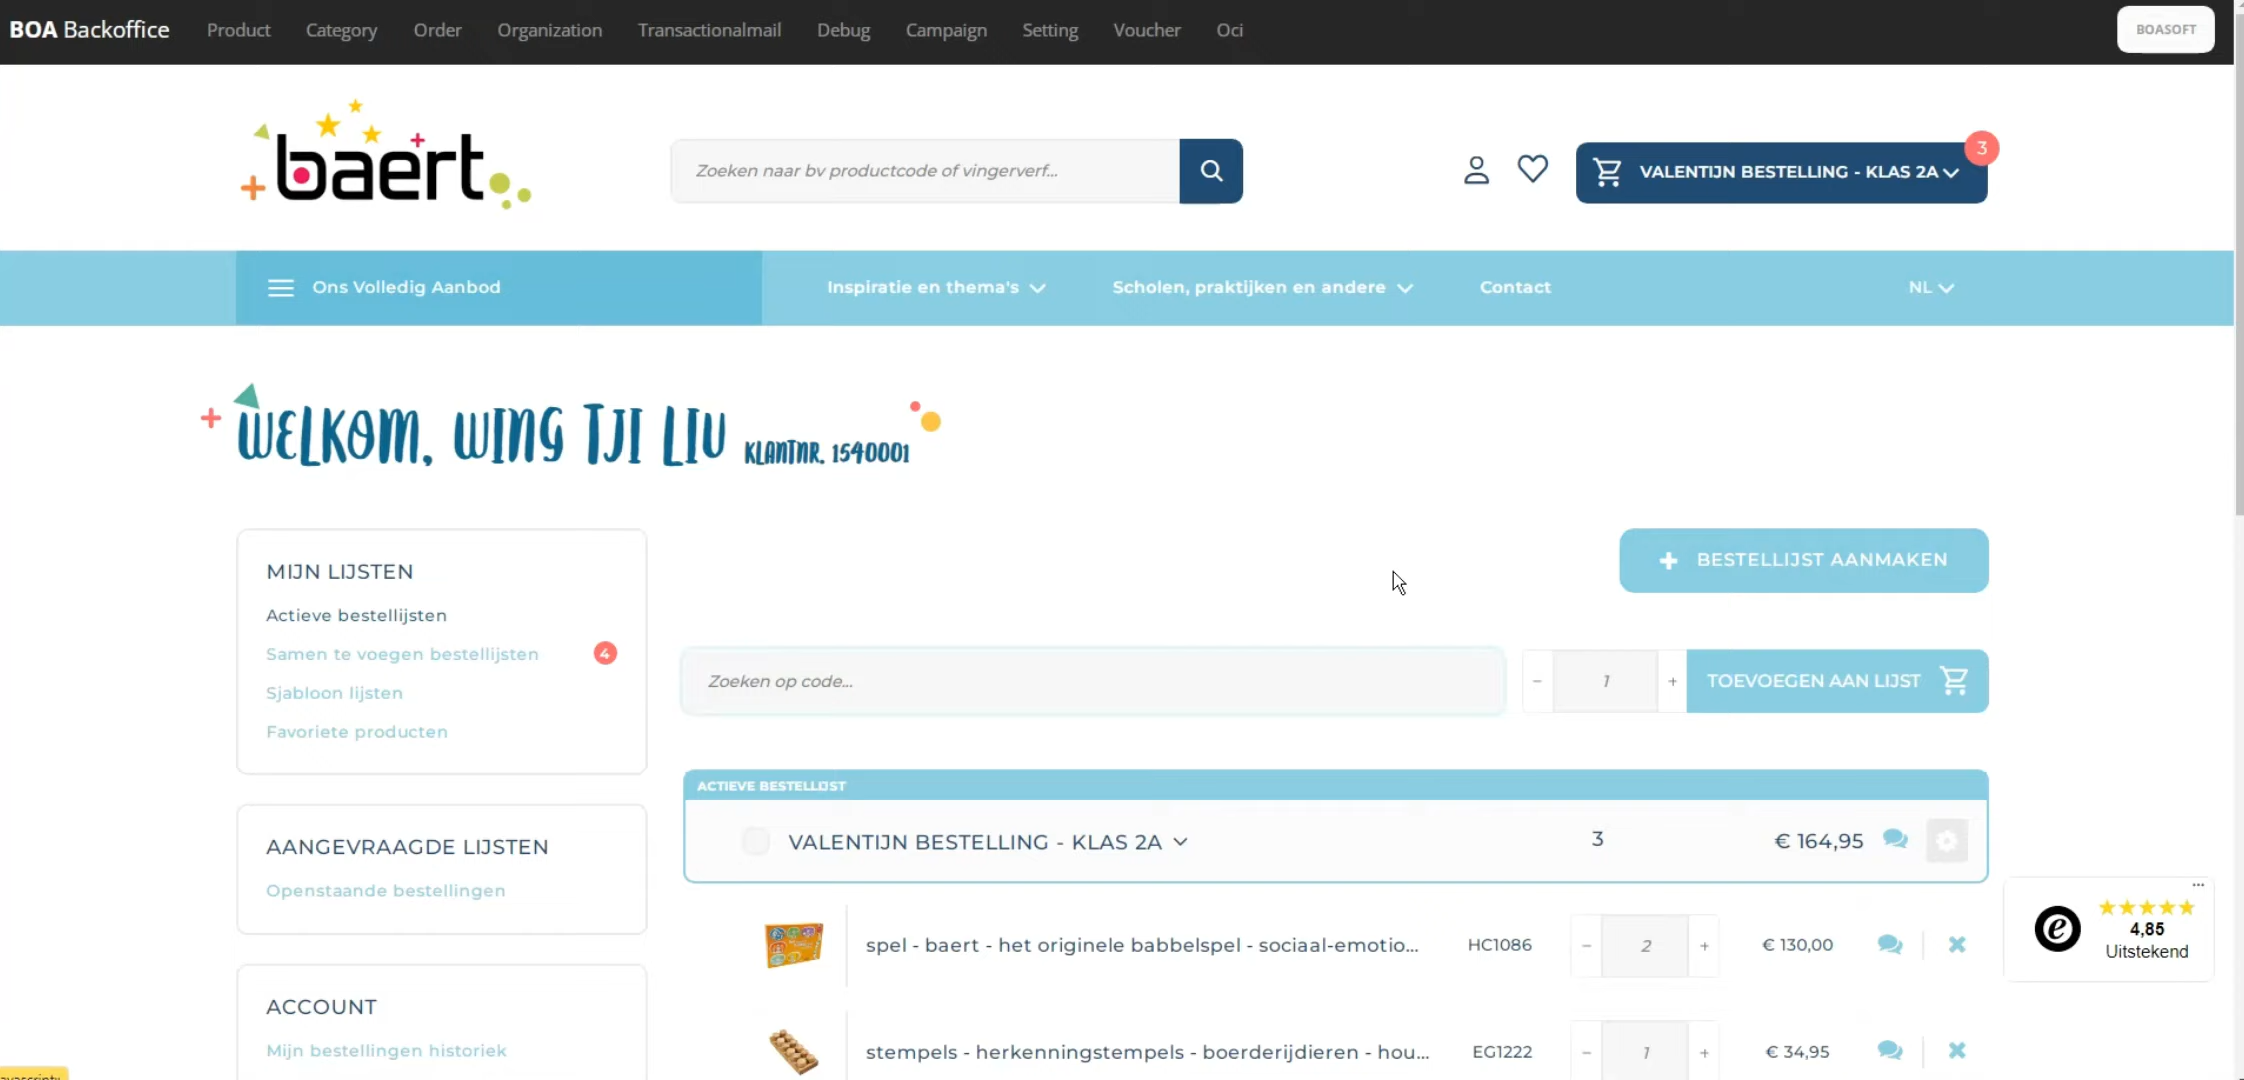 BOA Backoffice Product Category Order Organization Transactionalmail Debug Campaign Setting Voucher Oci BOASOFT
baert
Zoeken naar bv productcode of vingerverf...
VALENTIJN BESTELLING - KLAS 2A
3
Ons Volledig Aanbod
Inspiratie en thema's
Scholen, praktijken en andere
Contact
NL
WELKOM, WING TJI LIU KLANTNR. 1540001
MIJN LIJSTEN
Actieve bestellijsten
Samen te voegen bestellijsten 4
Sjabloon lijsten
Favoriete producten
AANGEVRAAGDE LIJSTEN
Openstaande bestellingen
ACCOUNT
Mijn bestellingen historiek
+ BESTELLIJST AANMAKEN
Zoeken op code...
- 1 +
TOEVOEGEN AAN LIJST
ACTIEVE BESTELLIJST
VALENTIJN BESTELLING - KLAS 2A 3 € 164,95
spel - baert - het originele babbelspel - sociaal-emotio... HC1086 - 2 + € 130,00
stempels - herkenningstempels - boerderijdieren - hou... EG1222 - 1 + € 34,95
...
e
4,85
Uitstekend